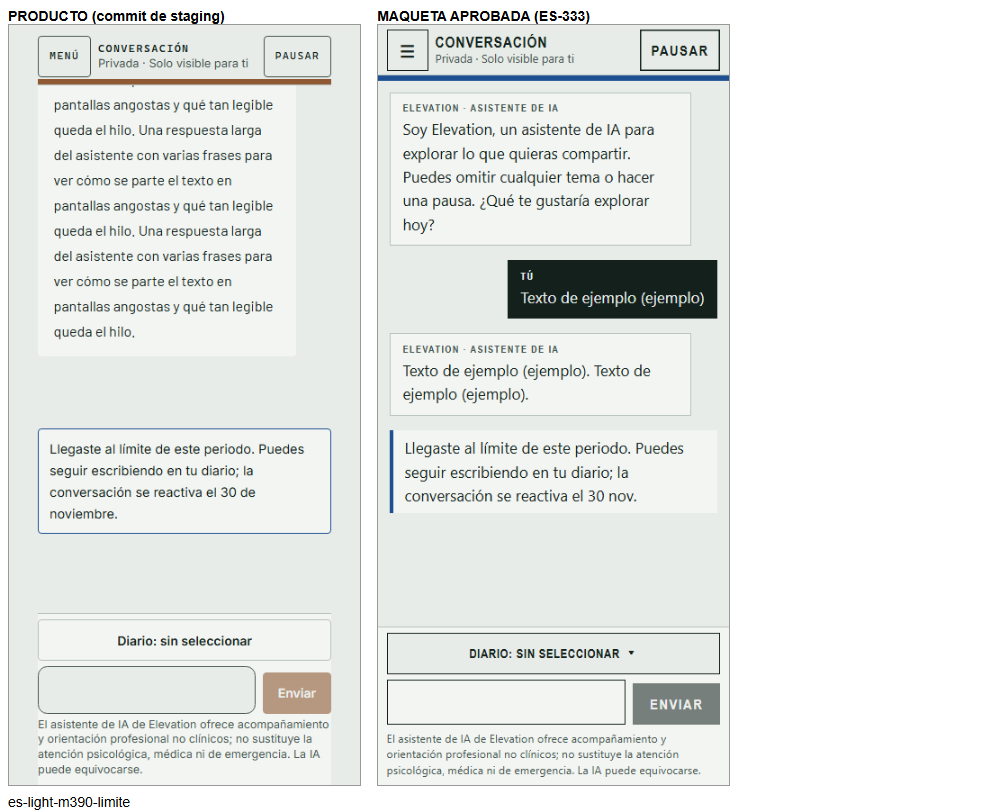 PRODUCTO (commit de staging)
MENÚ
CONVERSACIÓN
Privada · Solo visible para ti
PAUSAR
pantallas angostas y qué tan legible
queda el hilo. Una respuesta larga
del asistente con varias frases para
ver cómo se parte el texto en
pantallas angostas y qué tan legible
queda el hilo. Una respuesta larga
del asistente con varias frases para
ver cómo se parte el texto en
pantallas angostas y qué tan legible
queda el hilo.
Llegaste al límite de este periodo. Puedes
seguir escribiendo en tu diario; la
conversación se reactiva el 30 de
noviembre.
Diario: sin seleccionar
Enviar
El asistente de IA de Elevation ofrece acompañamiento
y orientación profesional no clínicos; no sustituye la
atención psicológica, médica ni de emergencia. La IA
puede equivocarse.
MAQUETA APROBADA (ES-333)
☰
CONVERSACIÓN
Privada · Solo visible para ti
PAUSAR
ELEVATION · ASISTENTE DE IA
Soy Elevation, un asistente de IA para
explorar lo que quieras compartir.
Puedes omitir cualquier tema o hacer
una pausa. ¿Qué te gustaría explorar
hoy?
TÚ
Texto de ejemplo (ejemplo)
ELEVATION · ASISTENTE DE IA
Texto de ejemplo (ejemplo). Texto de
ejemplo (ejemplo).
Llegaste al límite de este periodo. Puedes
seguir escribiendo en tu diario; la
conversación se reactiva el 30 nov.
DIARIO: SIN SELECCIONAR ▾
ENVIAR
El asistente de IA de Elevation ofrece acompañamiento y
orientación profesional no clínicos; no sustituye la atención
psicológica, médica ni de emergencia. La IA puede equivocarse.
es-light-m390-limite